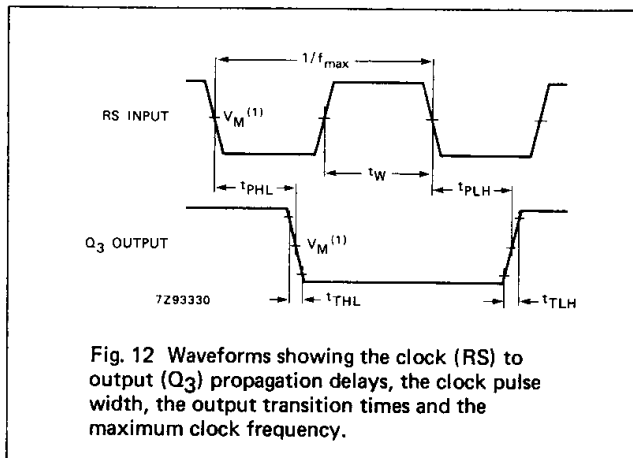 1/fmax
RS INPUT
VM(1)
tW
tPHL
tPLH
Q3 OUTPUT
VM(1)
7Z93330
tTHL
tTLH
Fig. 12 Waveforms showing the clock (RS) to
output (Q3) propagation delays, the clock pulse
width, the output transition times and the
maximum clock frequency.